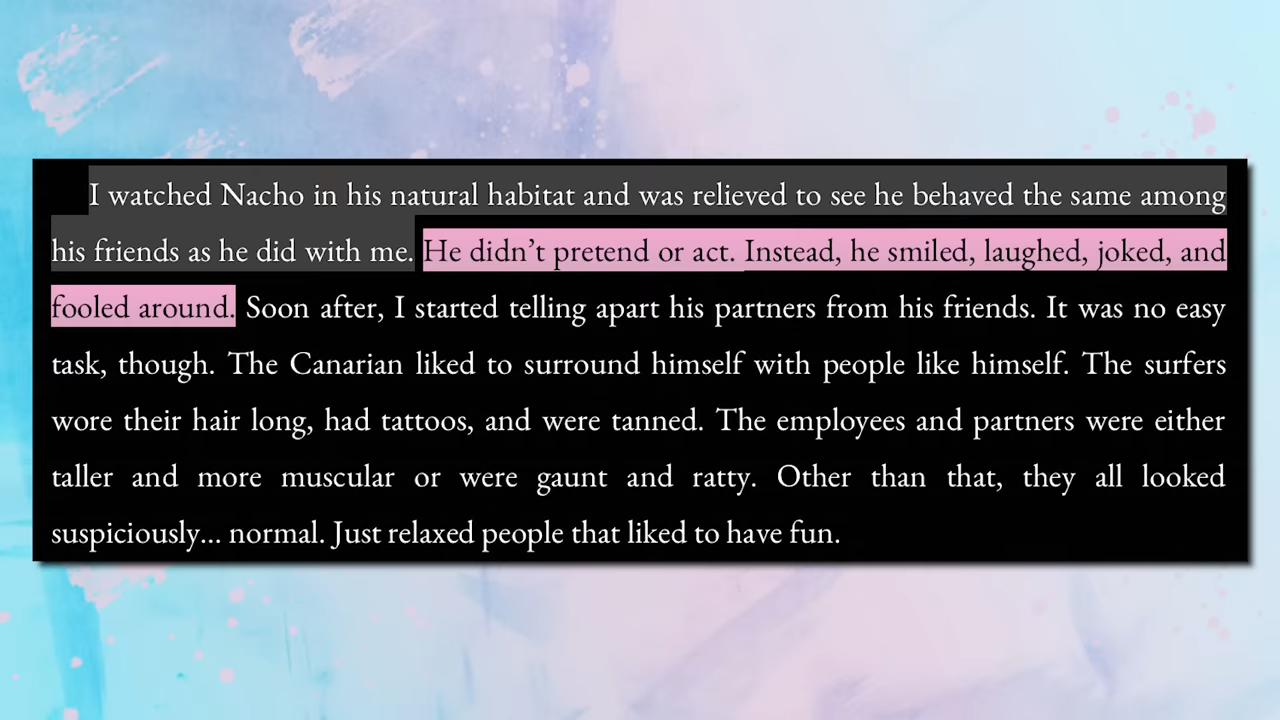 I watched Nacho in his natural habitat and was relieved to see he behaved the same among
his friends as he did with me. He didn’t pretend or act. Instead, he smiled, laughed, joked, and
fooled around. Soon after, I started telling apart his partners from his friends. It was no easy
task, though. The Canarian liked to surround himself with people like himself. The surfers
wore their hair long, had tattoos, and were tanned. The employees and partners were either
taller and more muscular or were gaunt and ratty. Other than that, they all looked
suspiciously... normal. Just relaxed people that liked to have fun.